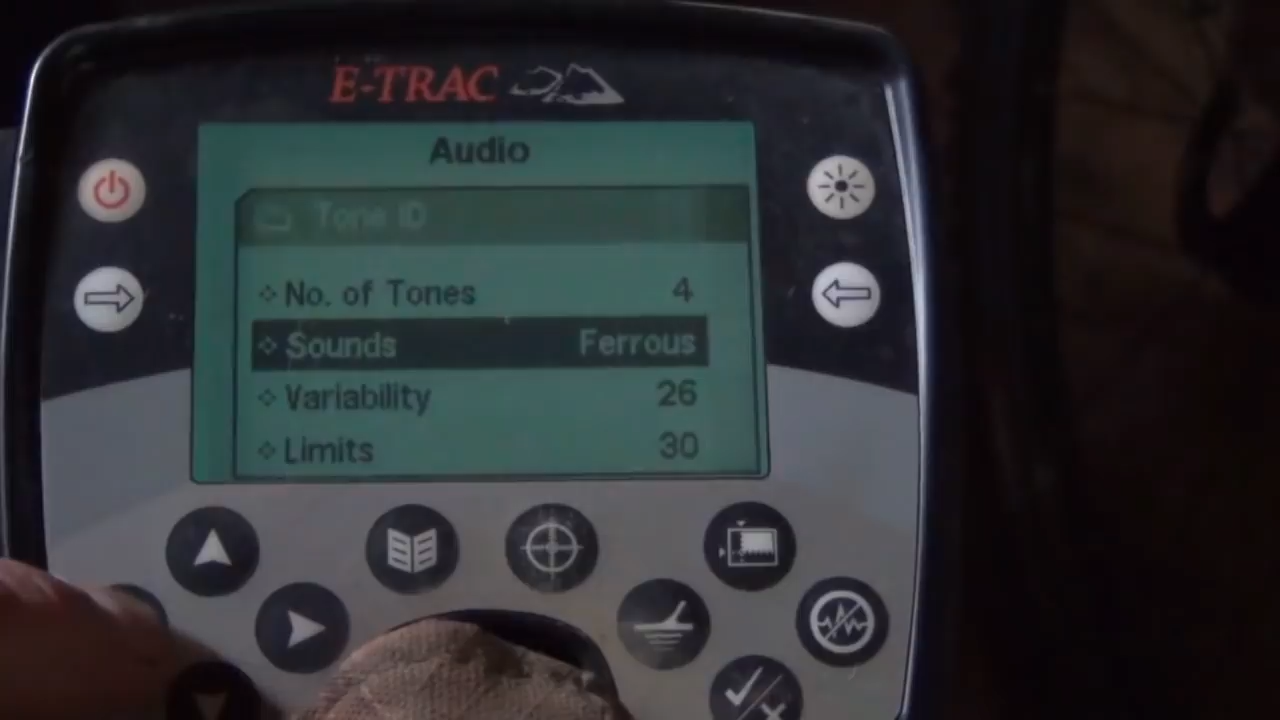 E-TRAC
Audio
Tone ID
No. of Tones 4
Sounds Ferrous
Variability 26
Limits 30